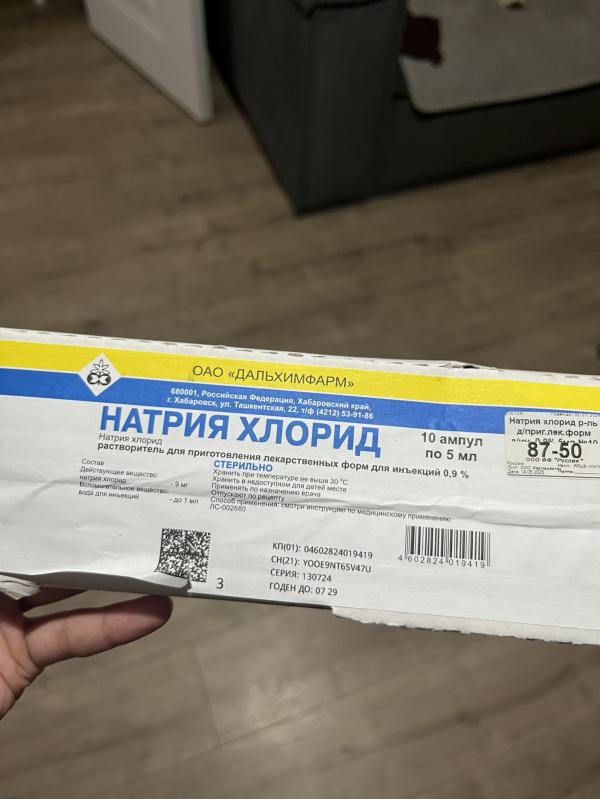 ОАО «ДАЛЬХИМФАРМ»
680001, Российская Федерация, Хабаровский край,
г. Хабаровск, ул. Ташкентская, 22, т/ф (4212) 53-91-86
НАТРИЯ ХЛОРИД
10 ампул
по 5 мл
Натрия хлорид
растворитель для приготовления лекарственных форм для инъекций 0,9 %
Состав
Действующее вещество:
натрия хлорид - 9 мг
Вспомогательное вещество:
вода для инъекций - до 1 мл
СТЕРИЛЬНО
Хранить при температуре не выше 30 °С
Хранить в недоступном для детей месте
Применять по назначению врача
Отпускают по рецепту
Способ применения: смотри инструкцию по медицинскому применению
ЛС-002680
Натрия хлорид р-ль
д/приг.лек.форм
87-50
3
КП(01): 04602824019419
СН(21): YOOE9NT6SV47U
СЕРИЯ: 130724
ГОДЕН ДО: 07 29
4 602824 019419